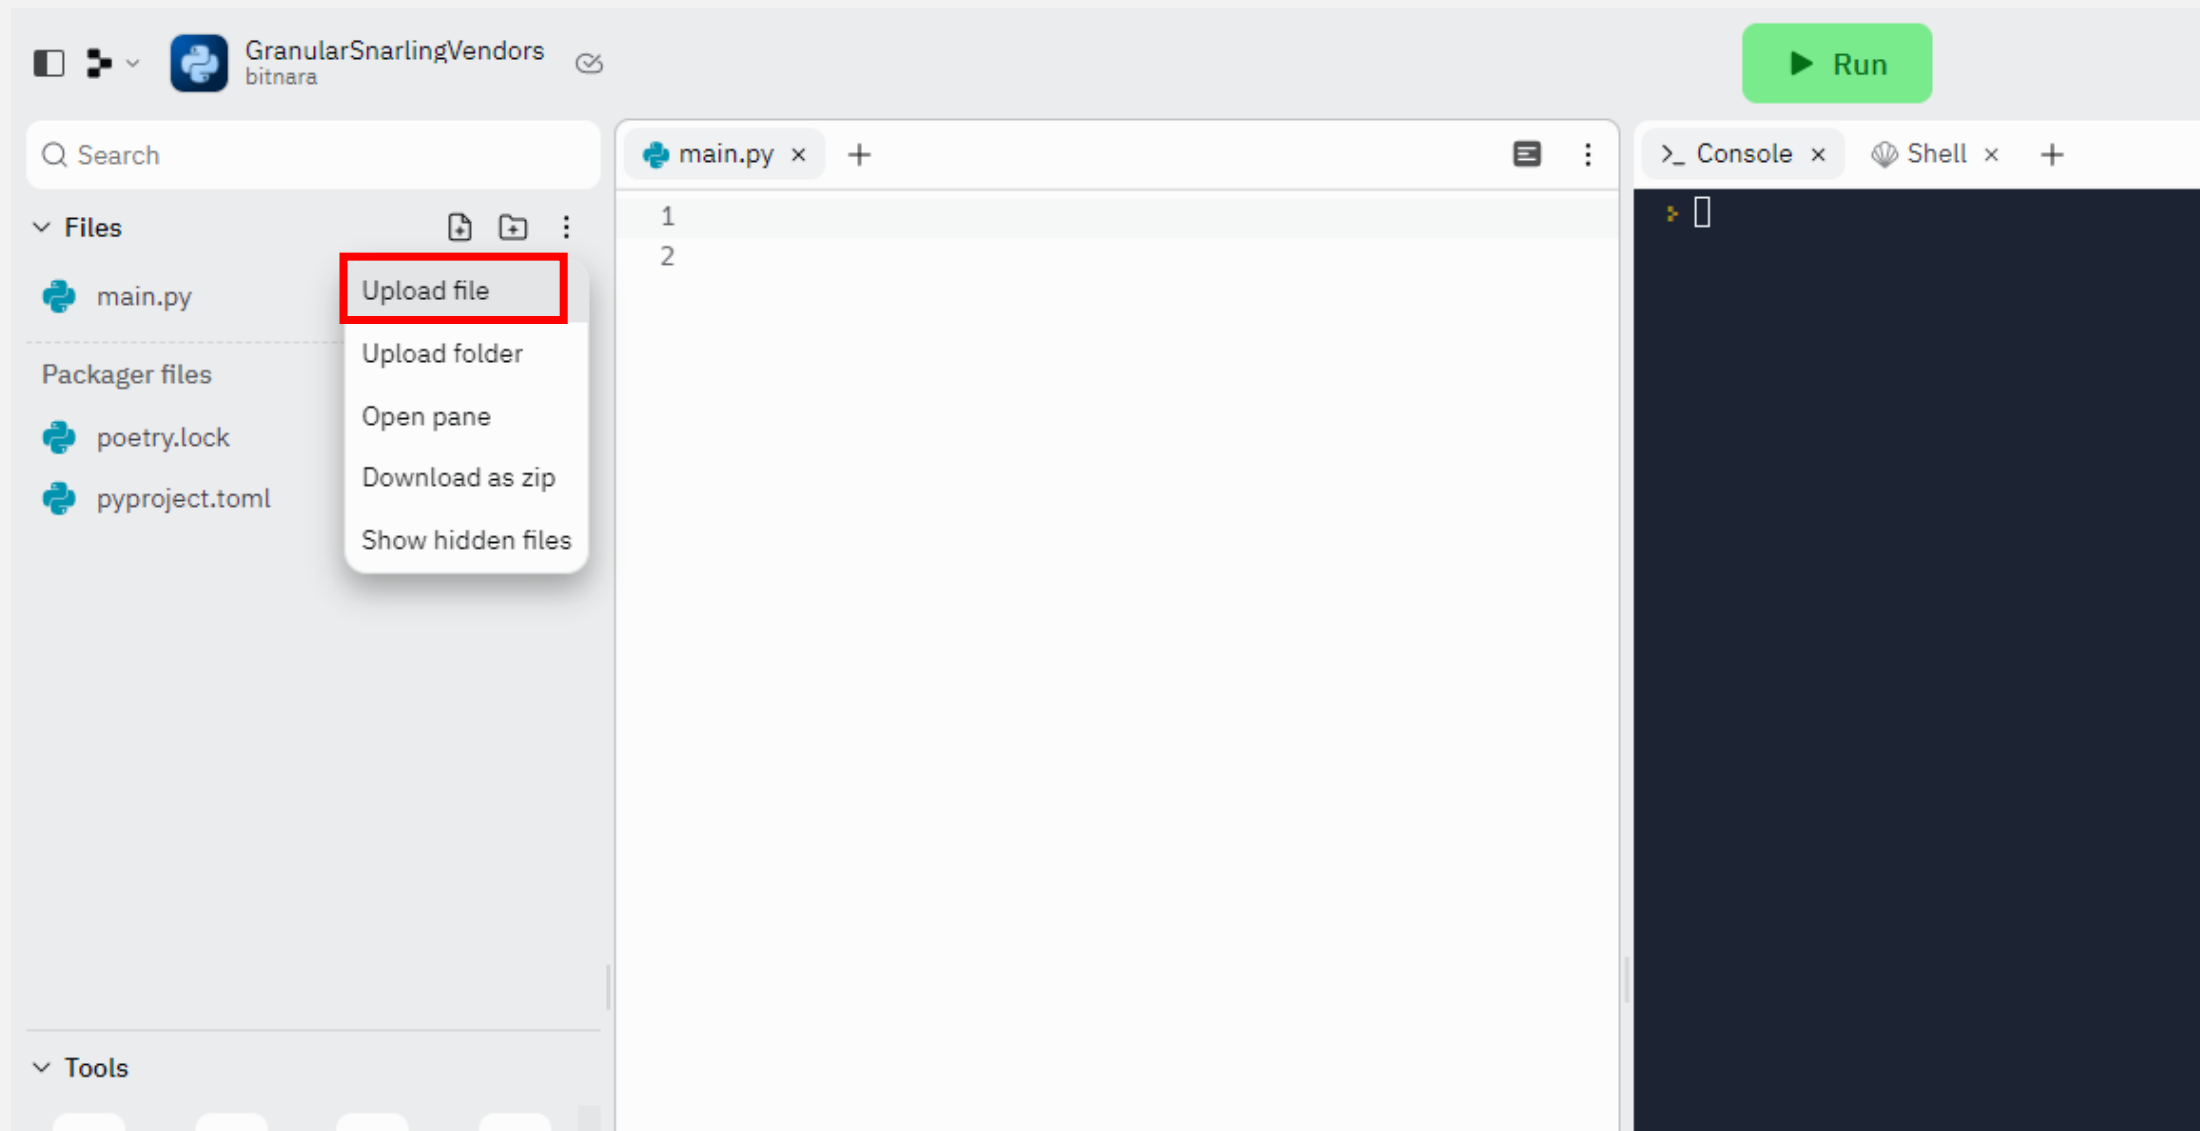 GranularSnarlingVendors
bitnara
Run
Search
Files
main.py
Packager files
poetry.lock
pyproject.toml
Upload file
Upload folder
Open pane
Download as zip
Show hidden files
Tools
main.py
1
2
Console
Shell